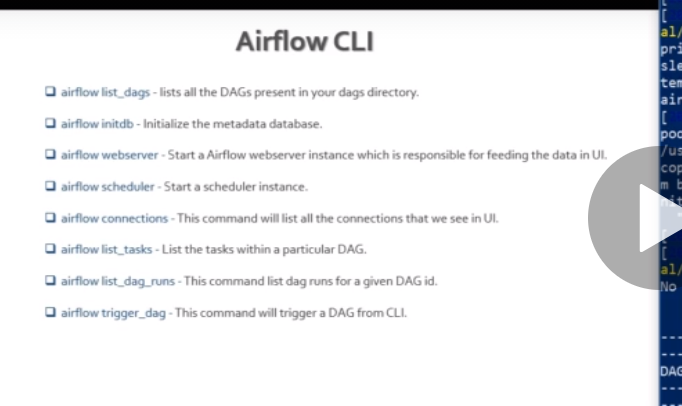 Airflow CLI
airflow list_dags - lists all the DAGs present in your dags directory.
airflow initdb - Initialize the metadata database.
airflow webserver - Start a Airflow webserver instance which is responsible for feeding the data in UI.
airflow scheduler - Start a scheduler instance.
airflow connections - This command will list all the connections that we see in UI.
airflow list_tasks - List the tasks within a particular DAG.
airflow list_dag_runs - This command list dag runs for a given DAG id.
airflow trigger_dag - This command will trigger a DAG from CLI.
[
[
al/
pri
sle
tem
air
[
poo
/us
cop
m b
[
al/
No
---
---
DAG
---